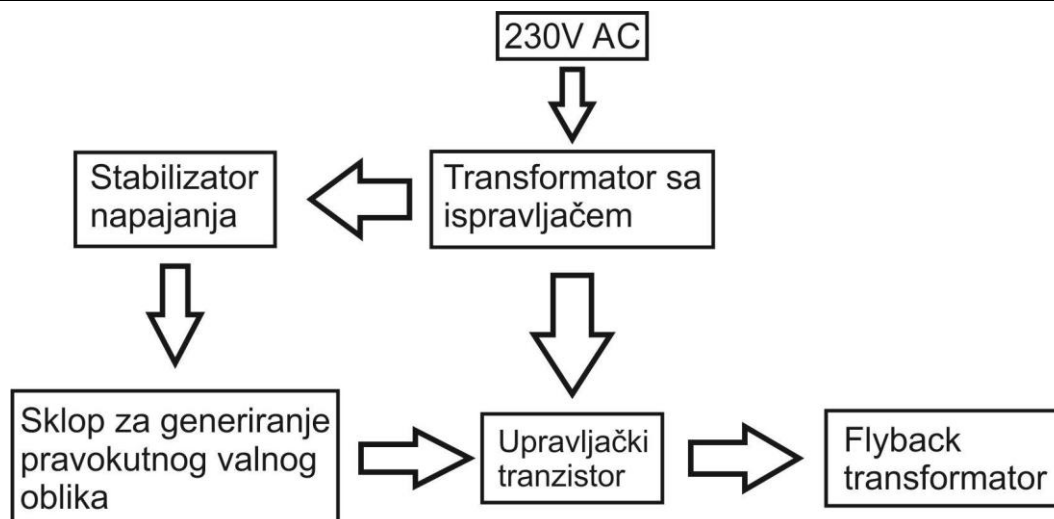 230V AC
Stabilizator
napajanja
Transformator sa
ispravljačem
Sklop za generiranje
pravokutnog valnog
oblika
Upravljački
tranzistor
Flyback
transformator